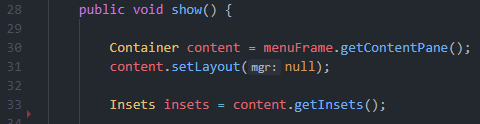 28 public void show() {
29
30 Container content = menuFrame.getContentPane();
31 content.setLayout( mgr: null);
32
33 Insets insets = content.getInsets();
34